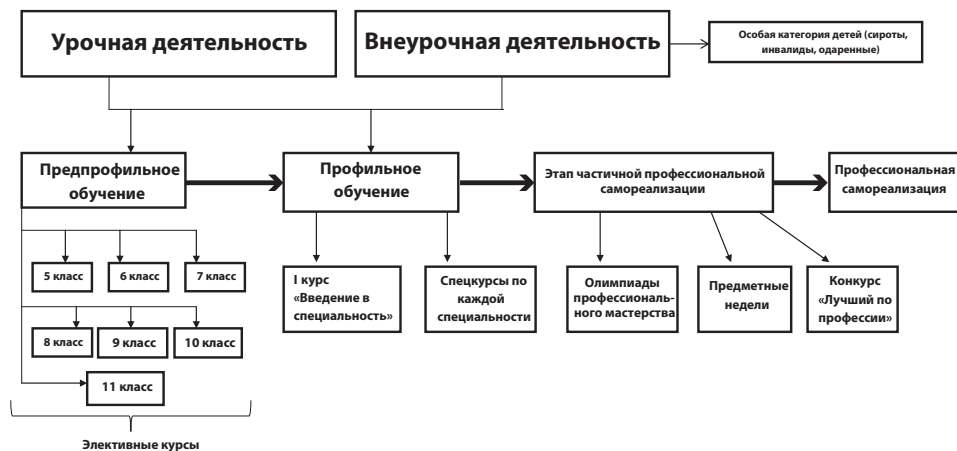 Урочная деятельность
Внеурочная деятельность
Особая категория детей (сироты,
инвалиды, одаренные)
Предпрофильное
обучение
Профильное
обучение
Этап частичной профессиональной
самореализации
Профессиональная
самореализация
5 класс
6 класс
7 класс
I курс
«Введение в
специальность»
Спецкурсы по
каждой
специальности
Олимпиады
профессиональ-
ного мастерства
Предметные
недели
Конкурс
«Лучший по
профессии»
8 класс
9 класс
10 класс
11 класс
Элективные курсы